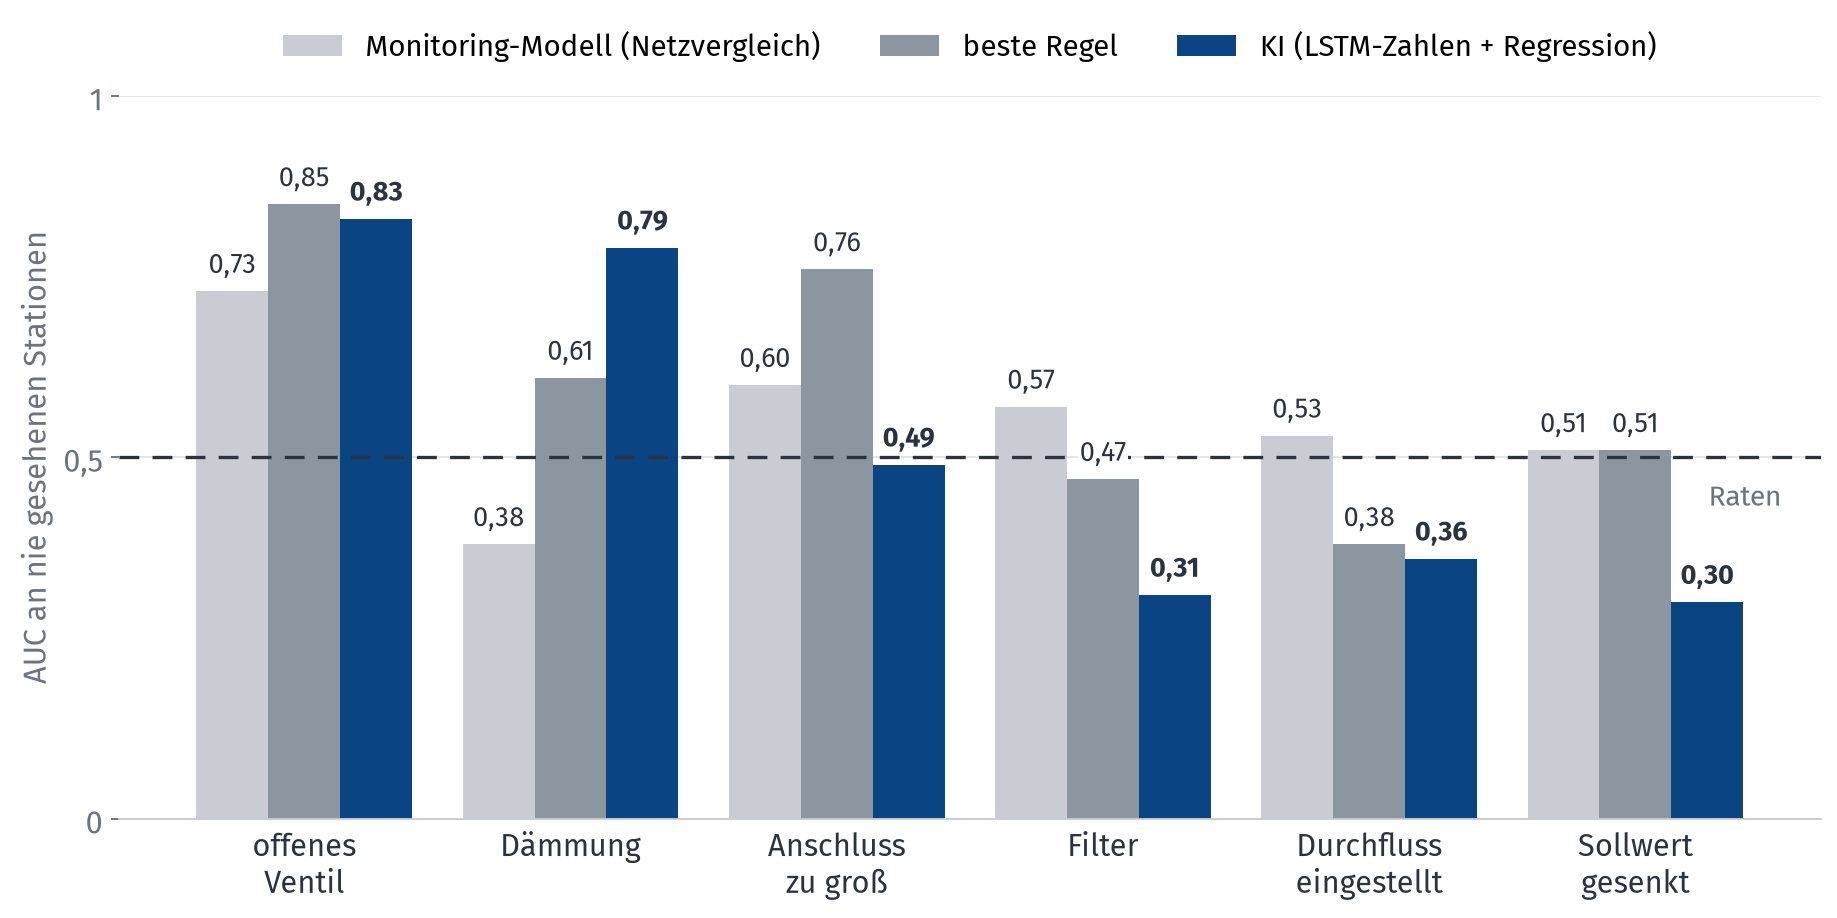 Monitoring-Modell (Netzvergleich) beste Regel KI (LSTM-Zahlen + Regression)
AUC an nie gesehenen Stationen
1
0,5
0
0,73 0,85 0,83
0,38 0,61 0,79
0,60 0,76 0,49
0,57 0,47 0,31
0,53 0,38 0,36
0,51 0,51 0,30
Raten
offenes
Ventil
Dämmung
Anschluss
zu groß
Filter
Durchfluss
eingestellt
Sollwert
gesenkt